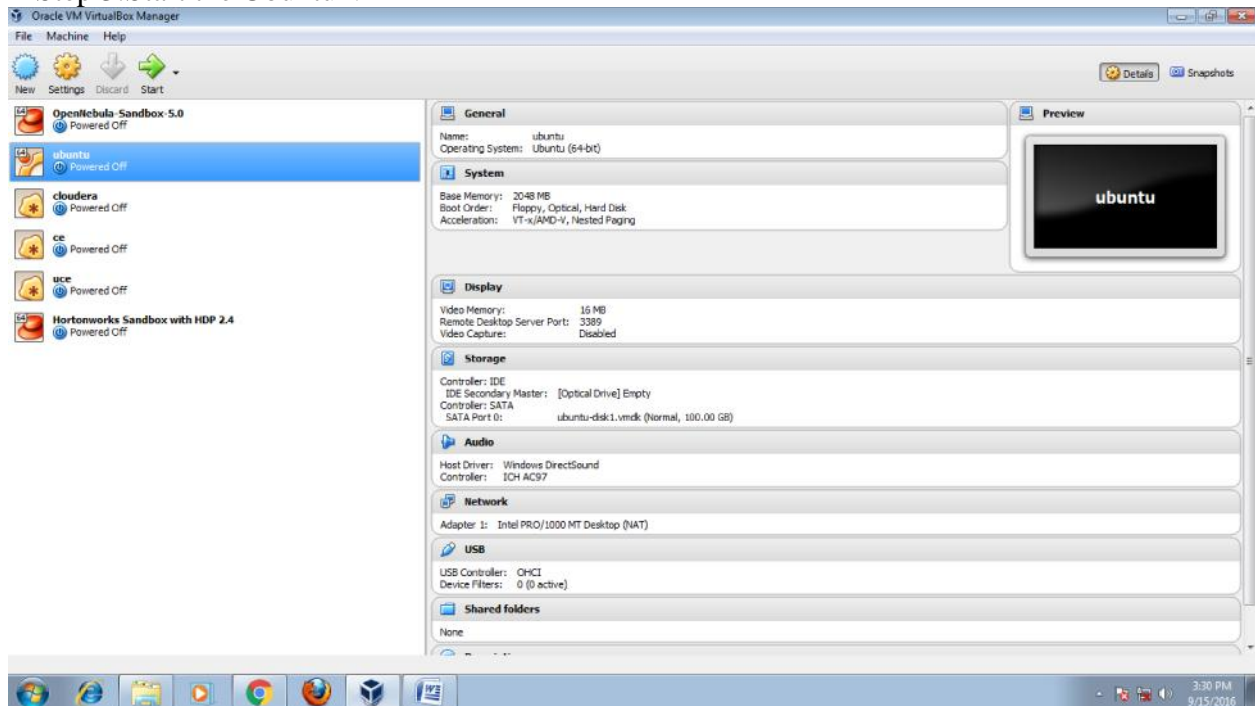 Oracle VM VirtualBox Manager
File Machine Help
New Settings Discard Start
Details Snapshots
64 OpenNebula-Sandbox-5.0
Powered Off
64 ubuntu
Powered Off
cloudera
Powered Off
ce
Powered Off
uce
Powered Off
64 Hortonworks Sandbox with HDP 2.4
Powered Off
General
Name: ubuntu
Operating System: Ubuntu (64-bit)
System
Base Memory: 2048 MB
Boot Order: Floppy, Optical, Hard Disk
Acceleration: VT-x/AMD-V, Nested Paging
Preview
ubuntu
Display
Video Memory: 16 MB
Remote Desktop Server Port: 3389
Video Capture: Disabled
Storage
Controller: IDE
IDE Secondary Master: [Optical Drive] Empty
Controller: SATA
SATA Port 0: ubuntu-disk1.vmdk (Normal, 100.00 GB)
Audio
Host Driver: Windows DirectSound
Controller: ICH AC97
Network
Adapter 1: Intel PRO/1000 MT Desktop (NAT)
USB
USB Controller: OHCI
Device Filters: 0 (0 active)
Shared folders
None
3:30 PM
9/15/2016